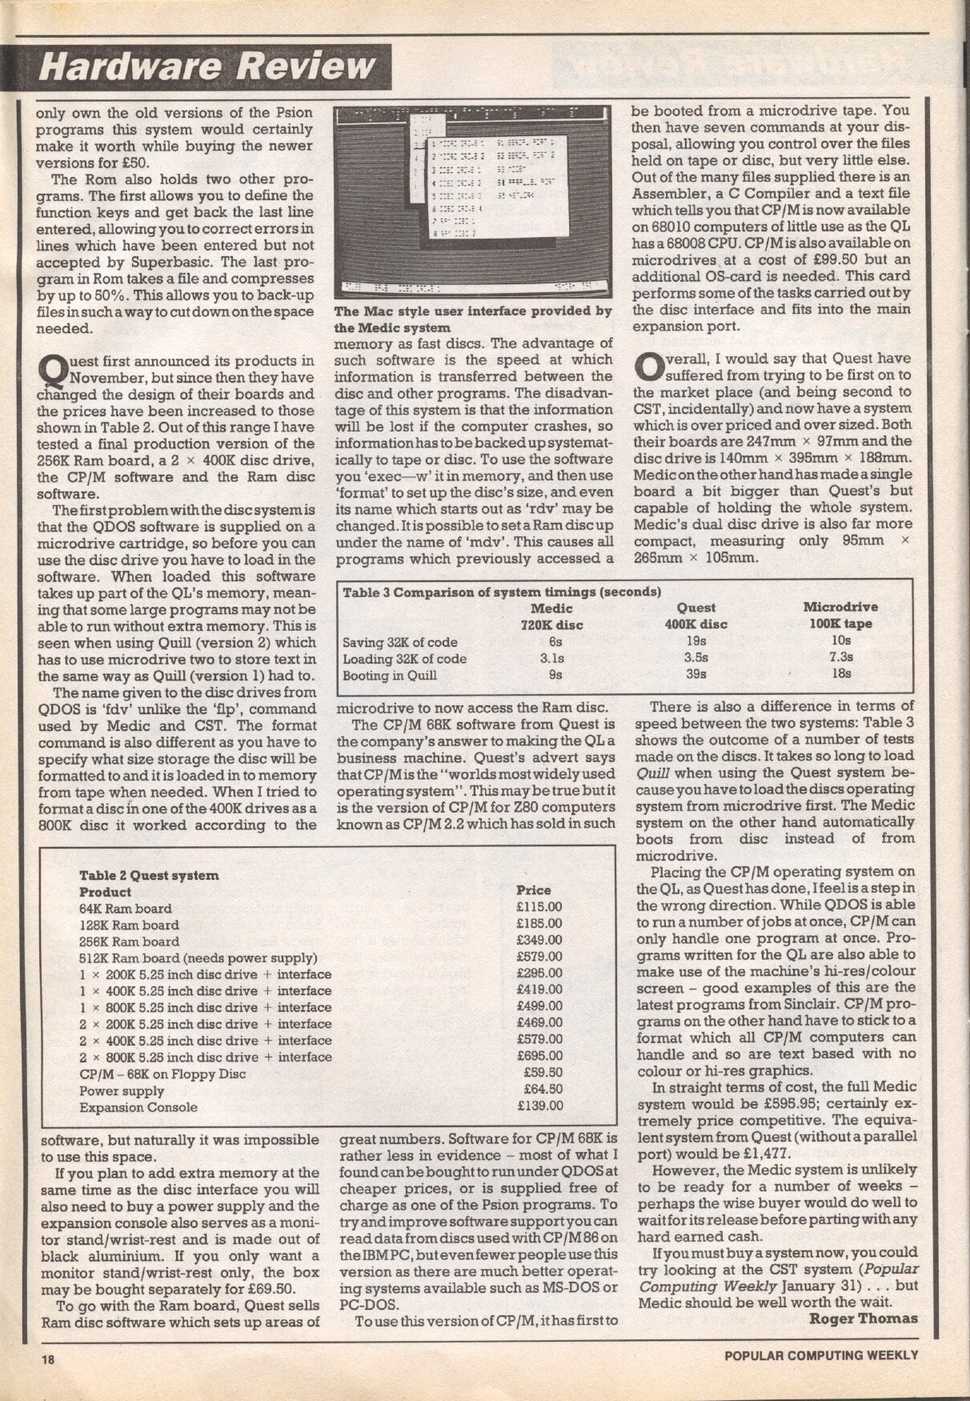 Hardware Review
only own the old versions of the Psion
programs this system would certainly
make it worth while buying the newer
versions for £50.
The Rom also holds two other pro-
grams. The first allows you to define the
function keys and get back the last line
entered, allowing you to correct errors in
lines which have been entered but not
accepted by Superbasic. The last pro-
gram in Rom takes a file and compresses
by up to 50%. This allows you to back-up
files in such a way to cut down on the space
needed.
Quest first announced its products in
November, but since then they have
changed the design of their boards and
the prices have been increased to those
shown in Table 2. Out of this range I have
tested a final production version of the
256K Ram board, a 2 × 400K disc drive,
the CP/M software and the Ram disc
software.
The first problem with the disc system is
that the QDOS software is supplied on a
microdrive cartridge, so before you can
use the disc drive you have to load in the
software. When loaded this software
takes up part of the QL's memory, mean-
ing that some large programs may not be
able to run without extra memory. This is
seen when using Quill (version 2) which
has to use microdrive two to store text in
the same way as Quill (version 1) had to.
The name given to the disc drives from
QDOS is 'fdv' unlike the 'flp', command
used by Medic and CST. The format
command is also different as you have to
specify what size storage the disc will be
formatted to and it is loaded in to memory
from tape when needed. When I tried to
format a disc in one of the 400K drives as a
800K disc it worked according to the
The Mac style user interface provided by
the Medic system
memory as fast discs. The advantage of
such software is the speed at which
information is transferred between the
disc and other programs. The disadvan-
tage of this system is that the information
will be lost if the computer crashes, so
information has to be backed up systemat-
ically to tape or disc. To use the software
you 'exec—w' it in memory, and then use
'format' to set up the disc's size, and even
its name which starts out as 'rdv' may be
changed. It is possible to set a Ram disc up
under the name of 'mdv'. This causes all
programs which previously accessed a
be booted from a microdrive tape. You
then have seven commands at your dis-
posal, allowing you control over the files
held on tape or disc, but very little else.
Out of the many files supplied there is an
Assembler, a C Compiler and a text file
which tells you that CP/M is now available
on 68010 computers of little use as the QL
has a 68008 CPU. CP/M is also available on
microdrives at a cost of £99.50 but an
additional OS-card is needed. This card
performs some of the tasks carried out by
the disc interface and fits into the main
expansion port.
Overall, I would say that Quest have
suffered from trying to be first on to
the market place (and being second to
CST, incidentally) and now have a system
which is over priced and over sized. Both
their boards are 247mm × 97mm and the
disc drive is 140mm × 395mm × 188mm.
Medic on the other hand has made a single
board a bit bigger than Quest's but
capable of holding the whole system.
Medic's dual disc drive is also far more
compact, measuring only 95mm ×
265mm × 105mm.
Table 3 Comparison of system timings (seconds)
Medic Quest Microdrive
720K disc 400K disc 100K tape
Saving 32K of code 6s 19s 10s
Loading 32K of code 3.1s 3.5s 7.3s
Booting in Quill 9s 39s 18s
microdrive to now access the Ram disc.
The CP/M 68K software from Quest is
the company's answer to making the QL a
business machine. Quest's advert says
that CP/M is the "worlds most widely used
operating system". This may be true but it
is the version of CP/M for Z80 computers
known as CP/M 2.2 which has sold in such
There is also a difference in terms of
speed between the two systems: Table 3
shows the outcome of a number of tests
made on the discs. It takes so long to load
Quill when using the Quest system be-
cause you have to load the discs operating
system from microdrive first. The Medic
system on the other hand automatically
boots from disc instead of from
microdrive.
Placing the CP/M operating system on
the QL, as Quest has done, I feel is a step in
the wrong direction. While QDOS is able
to run a number of jobs at once, CP/M can
only handle one program at once. Pro-
grams written for the QL are also able to
make use of the machine's hi-res/colour
screen – good examples of this are the
latest programs from Sinclair. CP/M pro-
grams on the other hand have to stick to a
format which all CP/M computers can
handle and so are text based with no
colour or hi-res graphics.
In straight terms of cost, the full Medic
system would be £595.95; certainly ex-
tremely price competitive. The equiva-
lent system from Quest (without a parallel
port) would be £1,477.
However, the Medic system is unlikely
to be ready for a number of weeks –
perhaps the wise buyer would do well to
wait for its release before parting with any
hard earned cash.
If you must buy a system now, you could
try looking at the CST system (Popular
Computing Weekly January 31) . . . but
Medic should be well worth the wait.
Roger Thomas
Table 2 Quest system
Product Price
64K Ram board £115.00
128K Ram board £185.00
256K Ram board £349.00
512K Ram board (needs power supply) £579.00
1 × 200K 5.25 inch disc drive + interface £295.00
1 × 400K 5.25 inch disc drive + interface £419.00
1 × 800K 5.25 inch disc drive + interface £499.00
2 × 200K 5.25 inch disc drive + interface £469.00
2 × 400K 5.25 inch disc drive + interface £579.00
2 × 800K 5.25 inch disc drive + interface £695.00
CP/M – 68K on Floppy Disc £59.50
Power supply £64.50
Expansion Console £139.00
software, but naturally it was impossible
to use this space.
If you plan to add extra memory at the
same time as the disc interface you will
also need to buy a power supply and the
expansion console also serves as a moni-
tor stand/wrist-rest and is made out of
black aluminium. If you only want a
monitor stand/wrist-rest only, the box
may be bought separately for £69.50.
To go with the Ram board, Quest sells
Ram disc software which sets up areas of
great numbers. Software for CP/M 68K is
rather less in evidence – most of what I
found can be bought to run under QDOS at
cheaper prices, or is supplied free of
charge as one of the Psion programs. To
try and improve software support you can
read data from discs used with CP/M 86 on
the IBM PC, but even fewer people use this
version as there are much better operat-
ing systems available such as MS-DOS or
PC-DOS.
To use this version of CP/M, it has first to
18
POPULAR COMPUTING WEEKLY